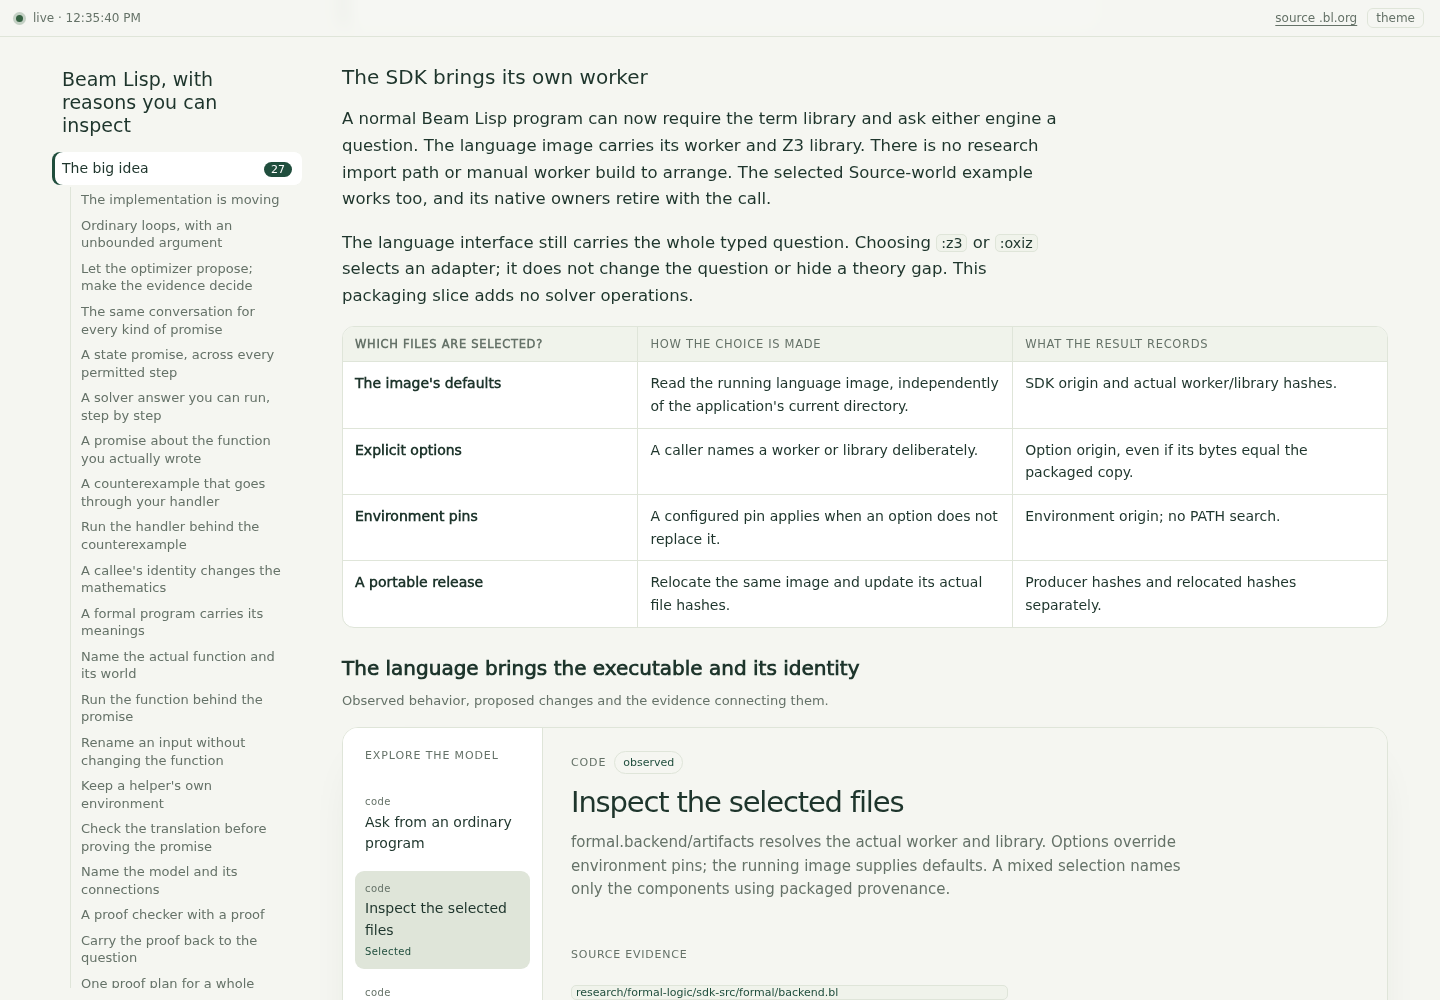 live · 12:35:40 PM
source .bl.org
theme
Beam Lisp, with
reasons you can
inspect
The big idea
27
The implementation is moving
Ordinary loops, with an
unbounded argument
Let the optimizer propose;
make the evidence decide
The same conversation for
every kind of promise
A state promise, across every
permitted step
A solver answer you can run,
step by step
A promise about the function
you actually wrote
A counterexample that goes
through your handler
Run the handler behind the
counterexample
A callee's identity changes the
mathematics
A formal program carries its
meanings
Name the actual function and
its world
Run the function behind the
promise
Rename an input without
changing the function
Keep a helper's own
environment
Check the translation before
proving the promise
Name the model and its
connections
A proof checker with a proof
Carry the proof back to the
question
One proof plan for a whole
The SDK brings its own worker
A normal Beam Lisp program can now require the term library and ask either engine a
question. The language image carries its worker and Z3 library. There is no research
import path or manual worker build to arrange. The selected Source-world example
works too, and its native owners retire with the call.
The language interface still carries the whole typed question. Choosing :z3 or :oxiz
selects an adapter; it does not change the question or hide a theory gap. This
packaging slice adds no solver operations.
WHICH FILES ARE SELECTED?
HOW THE CHOICE IS MADE
WHAT THE RESULT RECORDS
The image's defaults
Read the running language image, independently
of the application's current directory.
SDK origin and actual worker/library hashes.
Explicit options
A caller names a worker or library deliberately.
Option origin, even if its bytes equal the
packaged copy.
Environment pins
A configured pin applies when an option does not
replace it.
Environment origin; no PATH search.
A portable release
Relocate the same image and update its actual
file hashes.
Producer hashes and relocated hashes
separately.
The language brings the executable and its identity
Observed behavior, proposed changes and the evidence connecting them.
EXPLORE THE MODEL
code
Ask from an ordinary
program
code
Inspect the selected
files
Selected
code
CODE
observed
Inspect the selected files
formal.backend/artifacts resolves the actual worker and library. Options override
environment pins; the running image supplies defaults. A mixed selection names
only the components using packaged provenance.
SOURCE EVIDENCE
research/formal-logic/sdk-src/formal/backend.bl